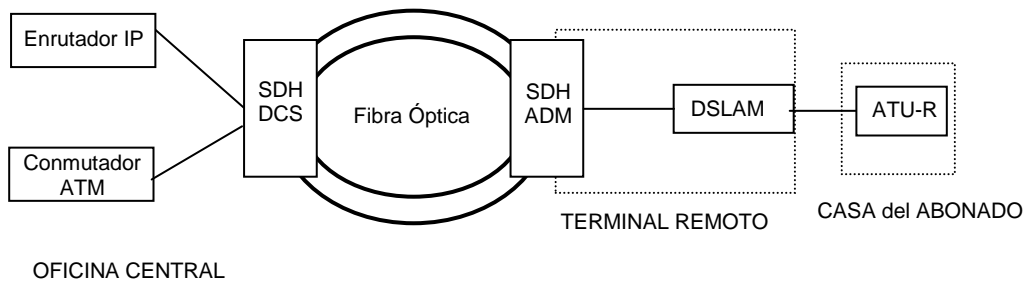 Enrutador IP
SDH
DCS
Fibra Óptica
SDH
ADM
DSLAM
ATU-R
Conmutador
ATM
TERMINAL REMOTO
CASA del ABONADO
OFICINA CENTRAL